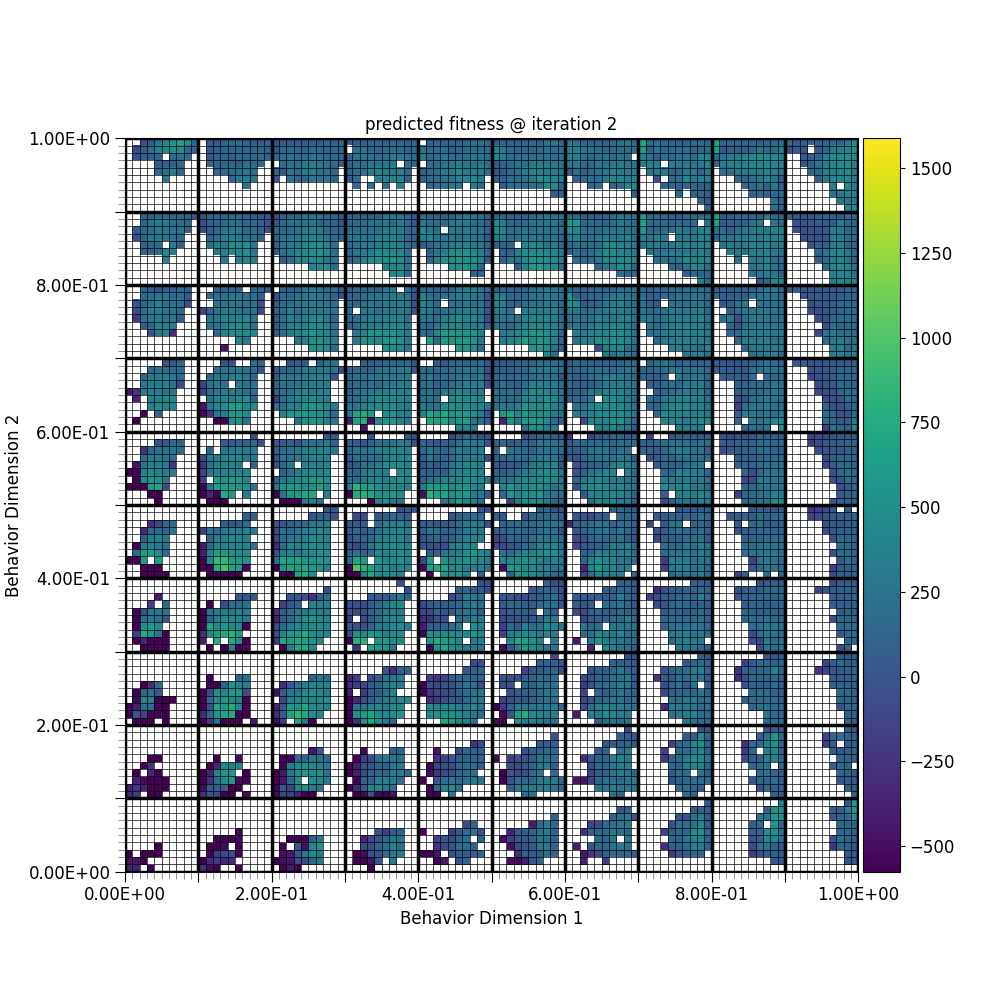 predicted fitness @ iteration 2
1.00E+00
8.00E-01
6.00E-01
4.00E-01
2.00E-01
0.00E+00
Behavior Dimension 2
0.00E+00 2.00E-01 4.00E-01 6.00E-01 8.00E-01 1.00E+00
Behavior Dimension 1
1500
1250
1000
750
500
250
0
−250
−500